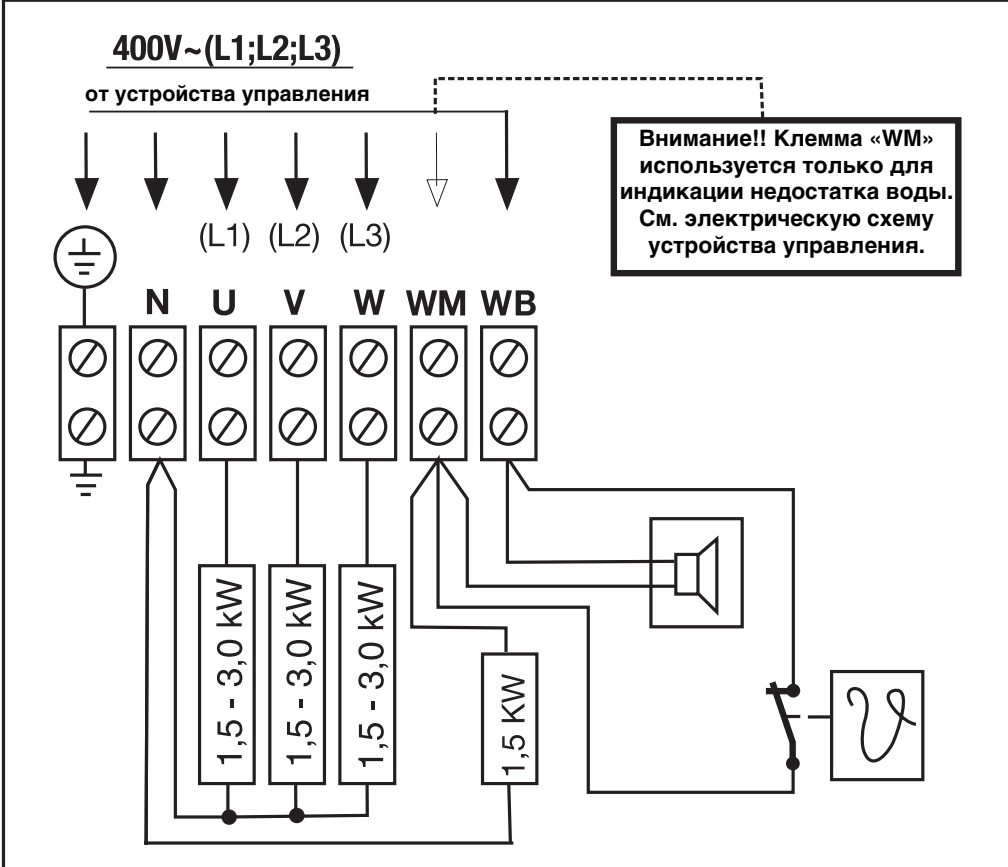 400V~(L1;L2;L3)
от устройства управления
Внимание!! Клемма «WM»
используется только для
индикации недостатка воды.
См. электрическую схему
устройства управления.
(L1) (L2) (L3)
N U V W WM WB
1,5 - 3,0 kW
1,5 - 3,0 kW
1,5 - 3,0 kW
1,5 KW
ϑ